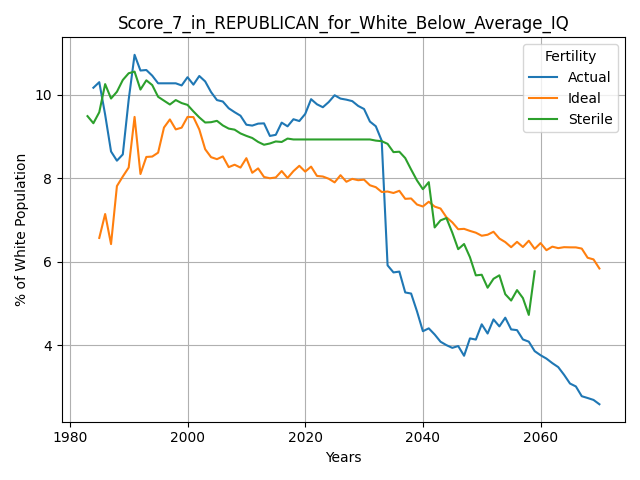 Score_7_in_REPUBLICAN_for_White_Below_Average_IQ
Fertility
Actual
Ideal
Sterile
% of White Population
10
8
6
4
1980
2000
2020
2040
2060
Years